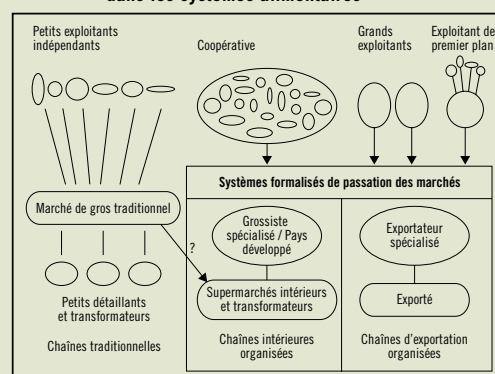 dans les systèmes alimentaires
Petits exploitants
indépendants
Coopérative
Grands
exploitants
Exploitant de
premier plan
Systèmes formalisés de passation des marchés
Marché de gros traditionnel
Grossiste
spécialisé / Pays
développé
Exportateur
spécialisé
?
Supermarchés intérieurs
et transformateurs
Exporté
Petits détaillants
et transformateurs
Chaînes traditionnelles
Chaînes intérieures
organisées
Chaînes d'exportation
organisées